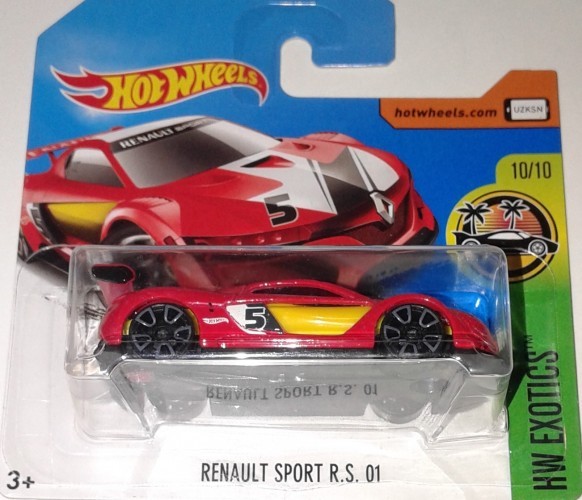 HOT WHEELS
hotwheels.com
UZKSN
RENAULT
10/10
5
5
RENAULT SPORT R.S. 01
HW EXOTICS™
3+
RENAULT SPORT R.S. 01